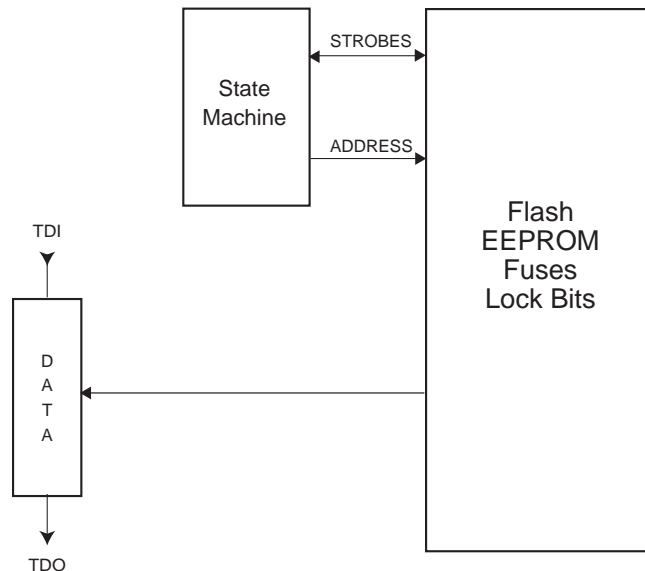 STROBES
State
Machine
ADDRESS
Flash
EEPROM
Fuses
Lock Bits
TDI
D
A
T
A
TDO